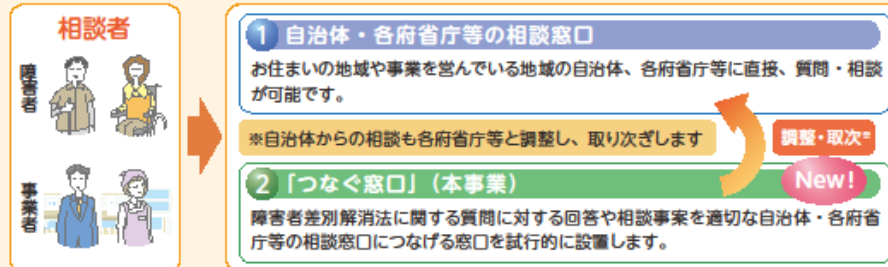 相談者
障害者
事業者
1 自治体・各府省庁等の相談窓口
お住まいの地域や事業を営んでいる地域の自治体、各府省庁等に直接、質問・相談
が可能です。
※自治体からの相談も各府省庁等と調整し、取り次ぎします
調整・取次※
New!
2 「つなぐ窓口」（本事業）
障害者差別解消法に関する質問に対する回答や相談事案を適切な自治体・各府省
庁等の相談窓口につなげる窓口を試行的に設置します。